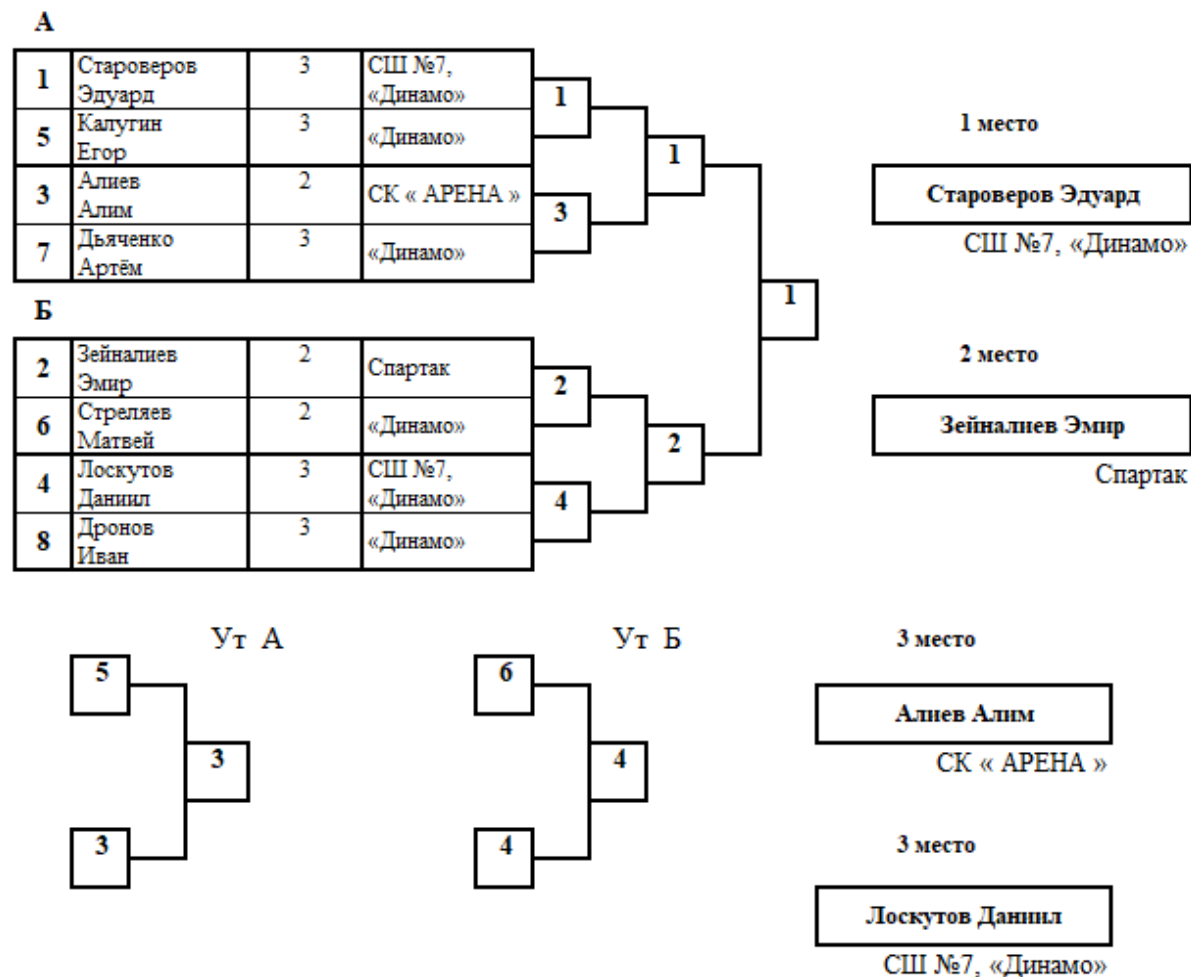 А
1 Староверов Эдуард 3 СШ №7, «Динамо»
5 Калугин Егор 3 «Динамо»
3 Алиев Алим 2 СК « АРЕНА »
7 Дьяченко Артём 3 «Динамо»
1
3
1
1
Б
2 Зейналиев Эмир 2 Спартак
6 Стреляев Матвей 2 «Динамо»
4 Лоскутов Даниил 3 СШ №7, «Динамо»
8 Дронов Иван 3 «Динамо»
2
4
2
1 место
Староверов Эдуард
СШ №7, «Динамо»
2 место
Зейналиев Эмир
Спартак
Ут А
5
3
3
Ут Б
6
4
4
3 место
Алиев Алим
СК « АРЕНА »
3 место
Лоскутов Даниил
СШ №7, «Динамо»